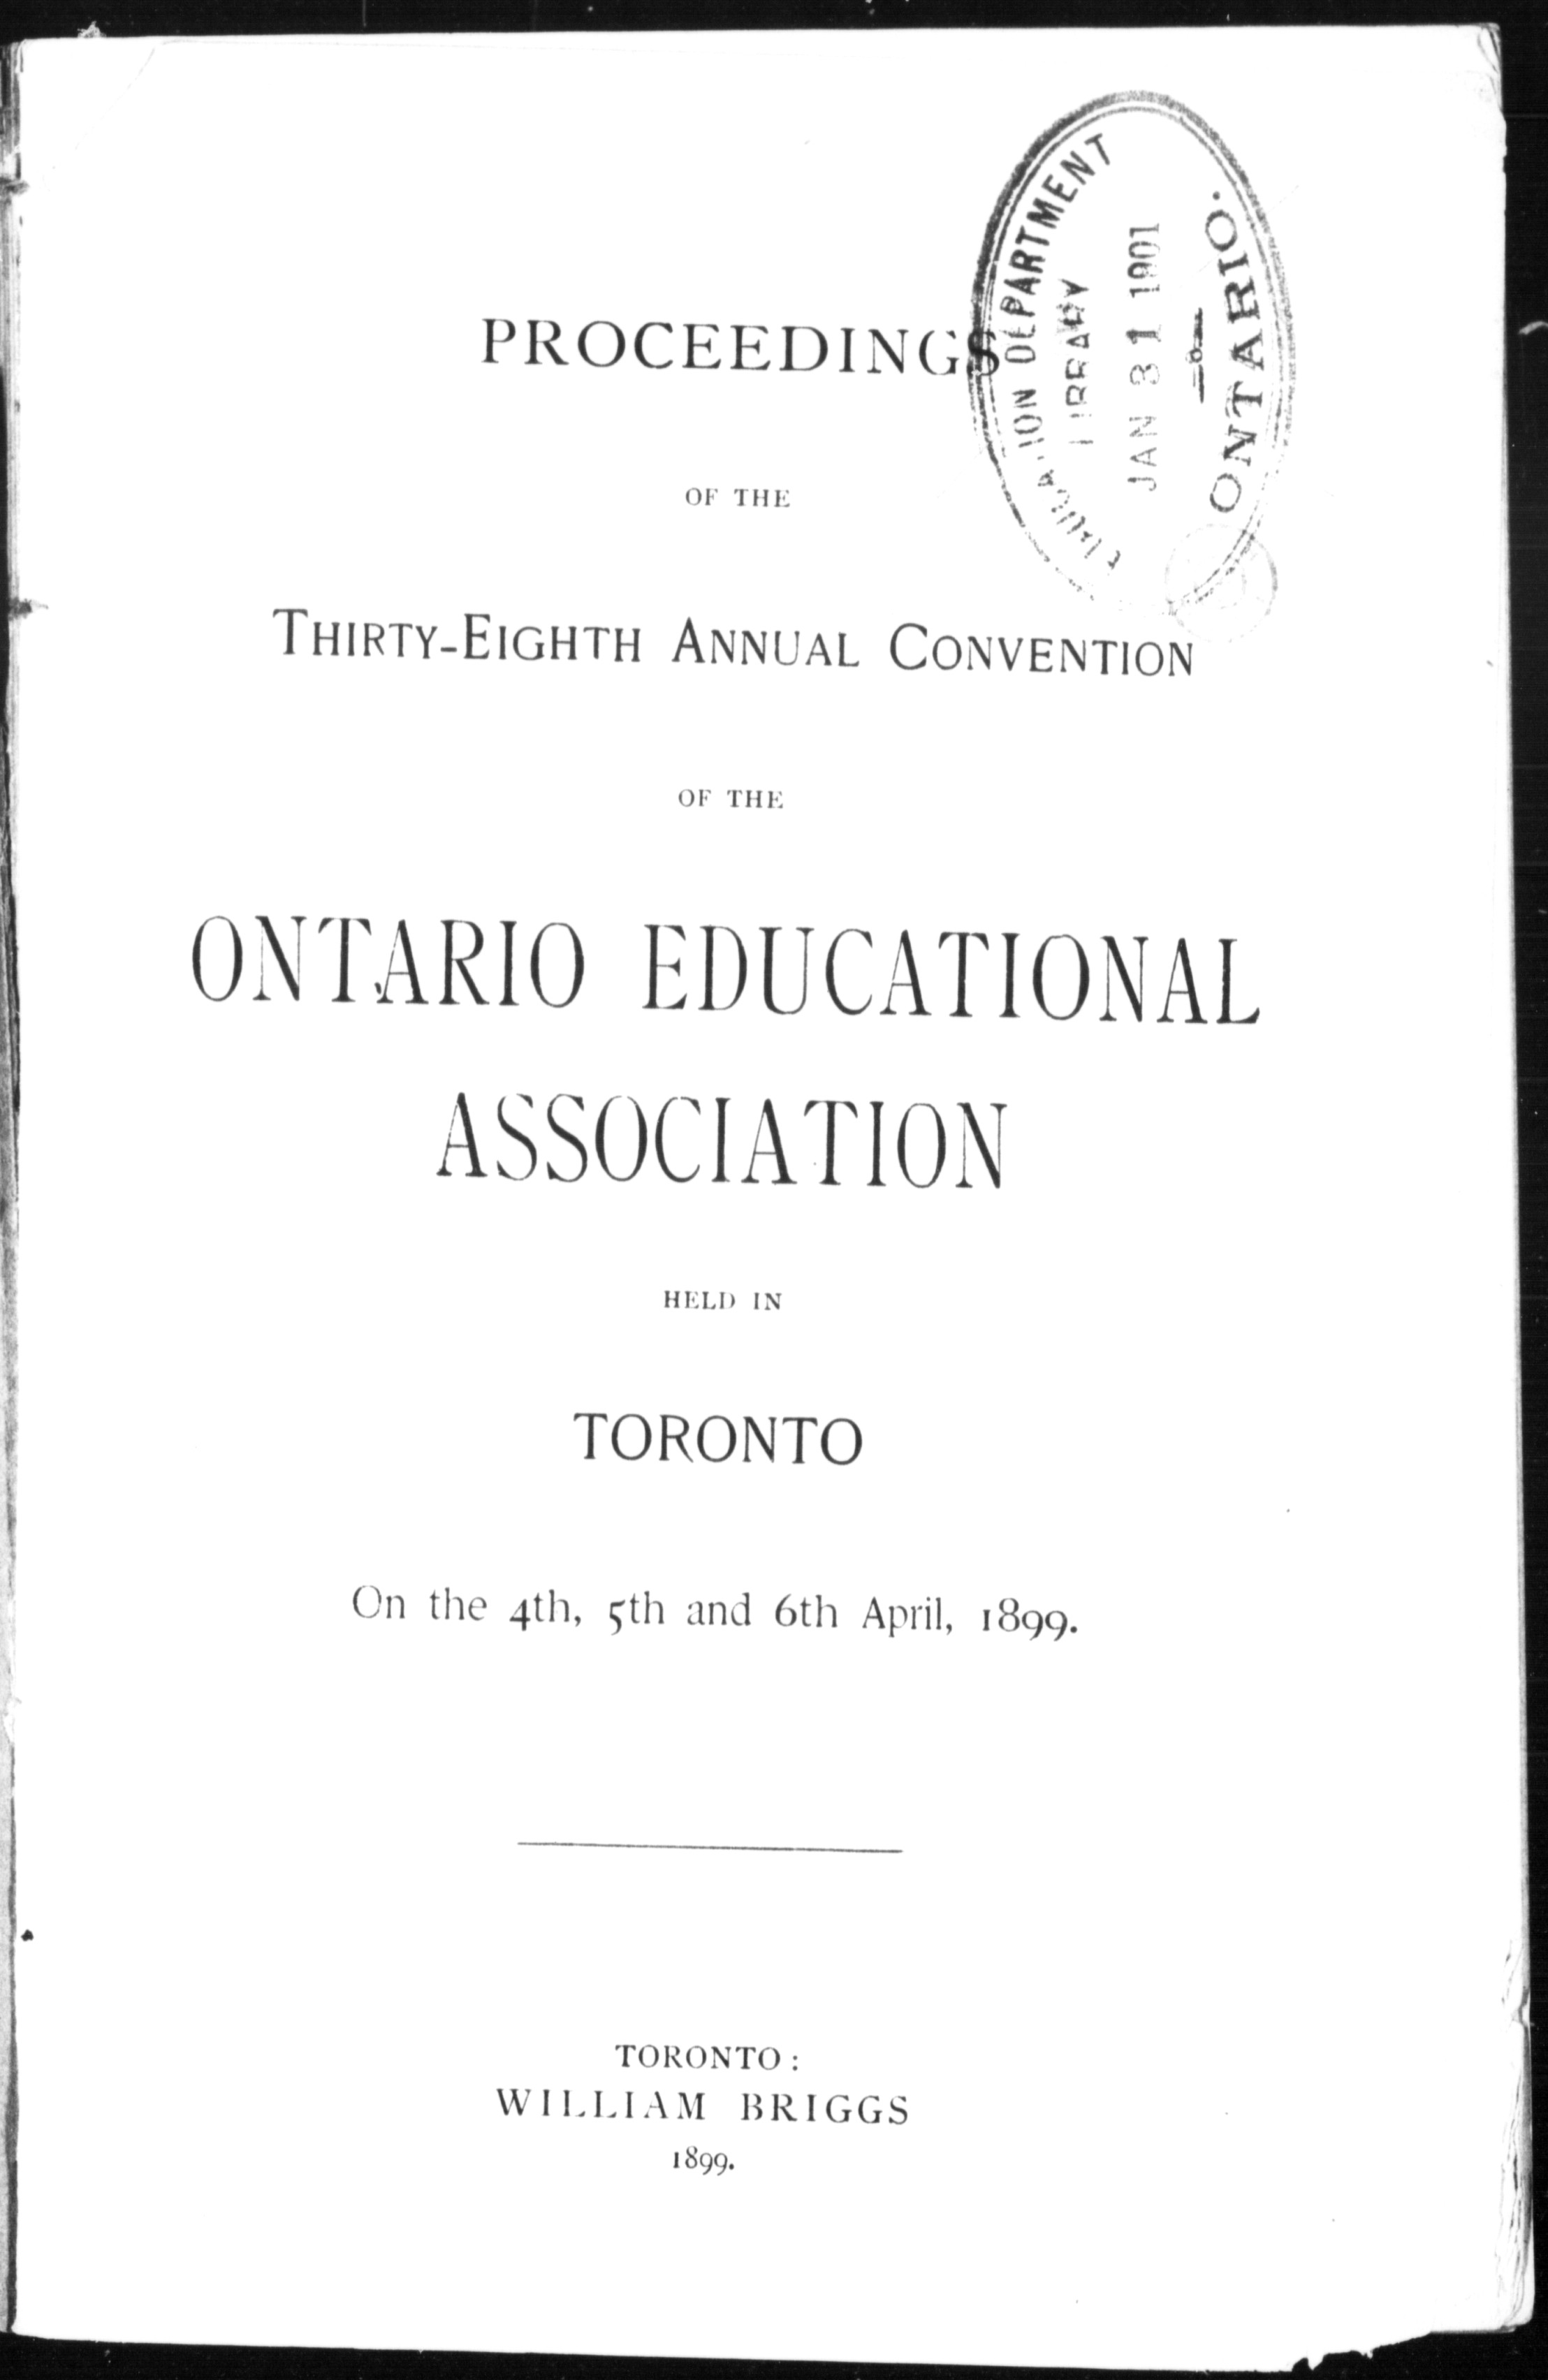 PROCEEDINGS
OF THE
THIRTY-EIGHTH ANNUAL CONVENTION
OF THE
ONTARIO EDUCATIONAL
ASSOCIATION
HELD IN
TORONTO
On the 4th, 5th and 6th April, 1899.
TORONTO:
WILLIAM BRIGGS
1899.
EDUCATION DEPARTMENT
LIBRARY
JAN 31 1901
ONTARIO.